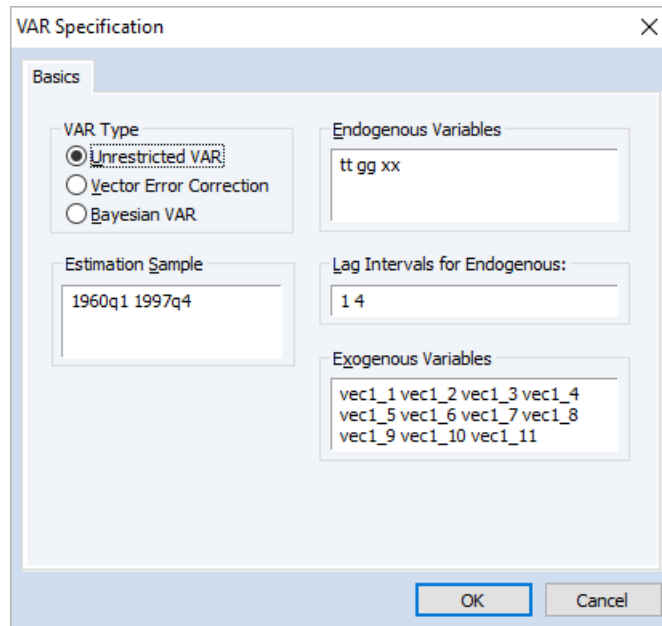 VAR Specification
Basics
VAR Type
Unrestricted VAR
Vector Error Correction
Bayesian VAR
Endogenous Variables
tt gg xx
Estimation Sample
1960q1 1997q4
Lag Intervals for Endogenous:
1 4
Exogenous Variables
vec1_1 vec1_2 vec1_3 vec1_4
vec1_5 vec1_6 vec1_7 vec1_8
vec1_9 vec1_10 vec1_11
OK
Cancel